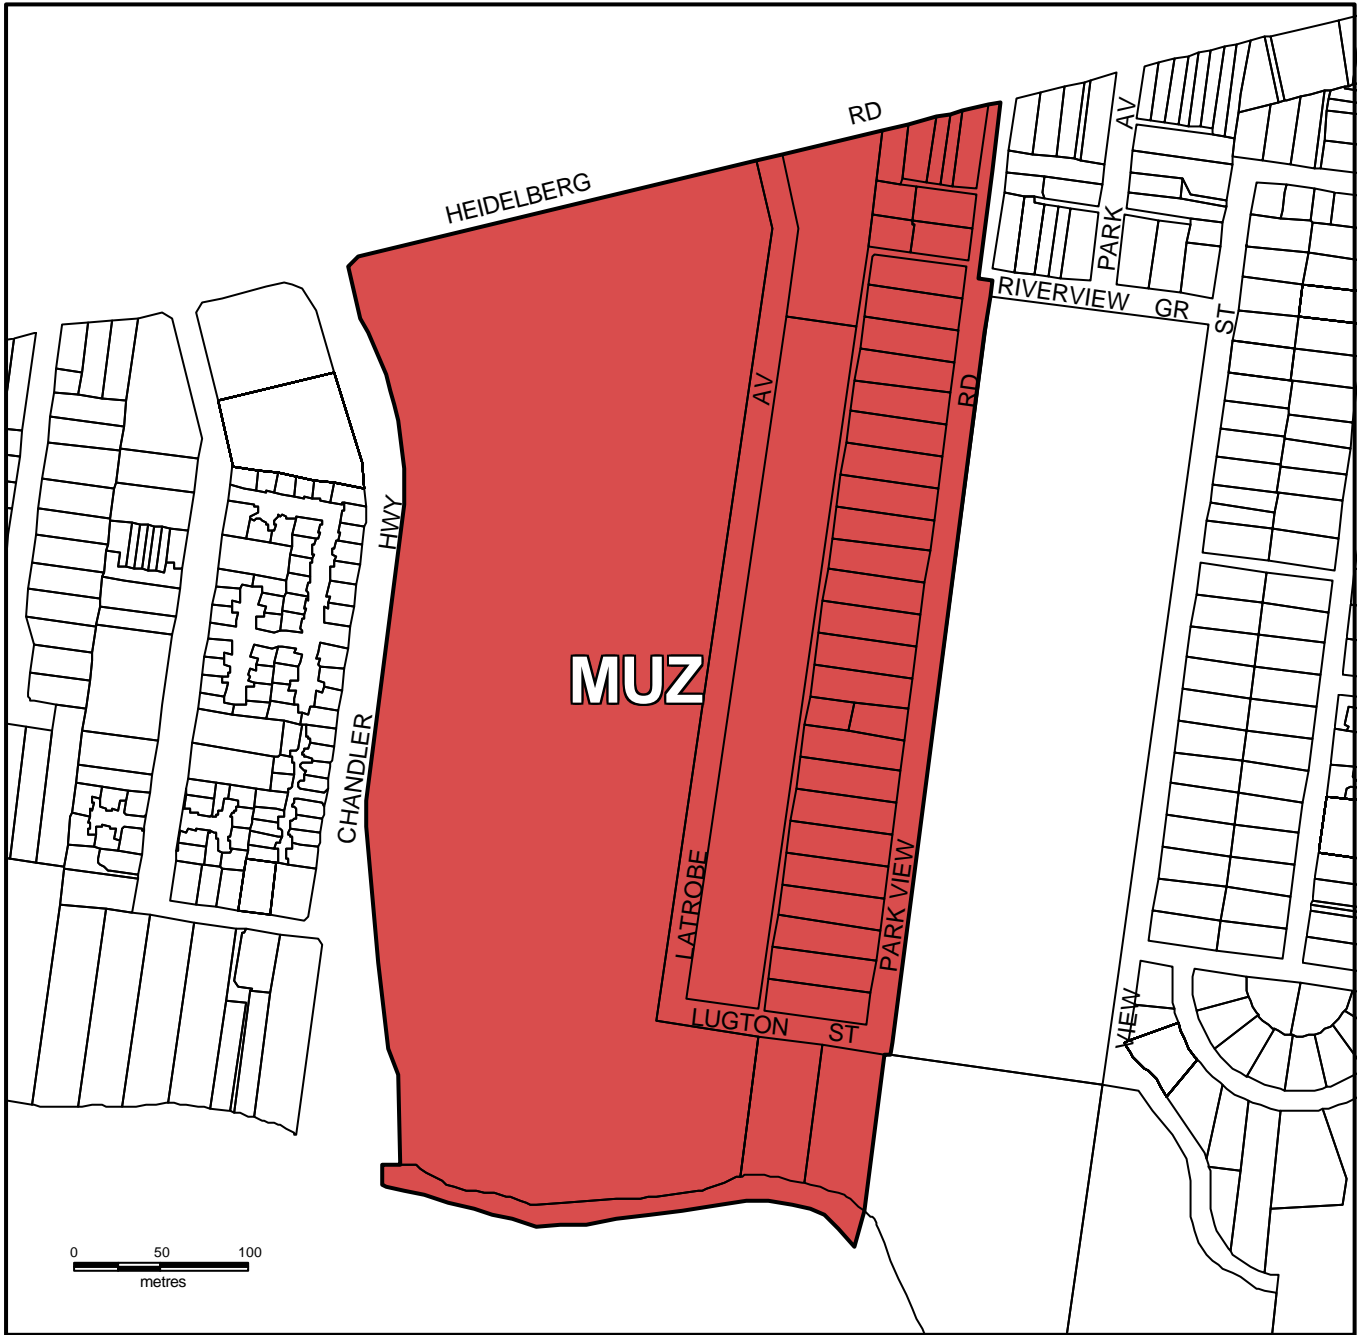 RD
AV
HEIDELBERG
PARK
RIVERVIEW GR
ST
AV
RD
HWY
MUZ
CHANDLER
LATROBE
PARK VIEW
LUGTON ST
VIEW
0 50 100
metres